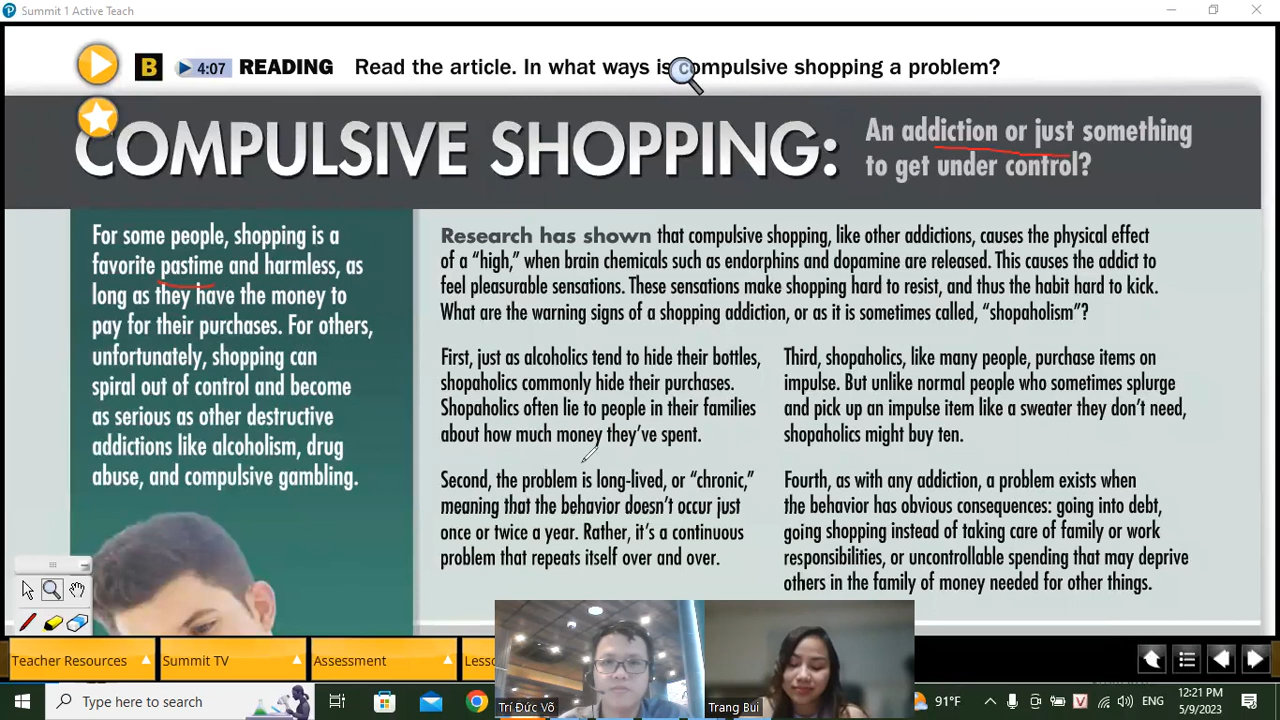 Summit 1 Active Teach
B 4:07 READING Read the article. In what ways is compulsive shopping a problem?
COMPULSIVE SHOPPING:
An addiction or just something
to get under control?
For some people, shopping is a
favorite pastime and harmless, as
long as they have the money to
pay for their purchases. For others,
unfortunately, shopping can
spiral out of control and become
as serious as other destructive
addictions like alcoholism, drug
abuse, and compulsive gambling.
Research has shown that compulsive shopping, like other addictions, causes the physical effect
of a “high,” when brain chemicals such as endorphins and dopamine are released. This causes the addict to
feel pleasurable sensations. These sensations make shopping hard to resist, and thus the habit hard to kick.
What are the warning signs of a shopping addiction, or as it is sometimes called, “shopaholism”?
First, just as alcoholics tend to hide their bottles,
shopaholics commonly hide their purchases.
Shopaholics often lie to people in their families
about how much money they’ve spent.
Second, the problem is long-lived, or “chronic,”
meaning that the behavior doesn’t occur just
once or twice a year. Rather, it’s a continuous
problem that repeats itself over and over.
Third, shopaholics, like many people, purchase items on
impulse. But unlike normal people who sometimes splurge
and pick up an impulse item like a sweater they don’t need,
shopaholics might buy ten.
Fourth, as with any addiction, a problem exists when
the behavior has obvious consequences: going into debt,
going shopping instead of taking care of family or work
responsibilities, or uncontrollable spending that may deprive
others in the family of money needed for other things.
Teacher Resources
Summit TV
Assessment
Lesso
Trí Đức Võ
Trang Bui
Type here to search
91°F
V
ENG
12:21 PM
5/9/2023